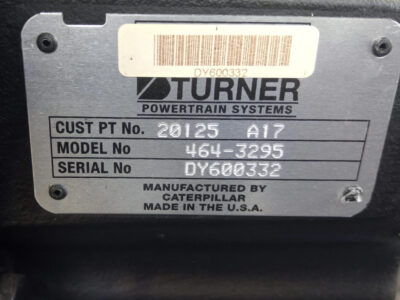 DY600332
TURNER
POWERTRAIN SYSTEMS
CUST PT No. 20125 A17
MODEL No 464-3295
SERIAL No DY600332
MANUFACTURED BY
CATERPILLAR
MADE IN THE U.S.A.